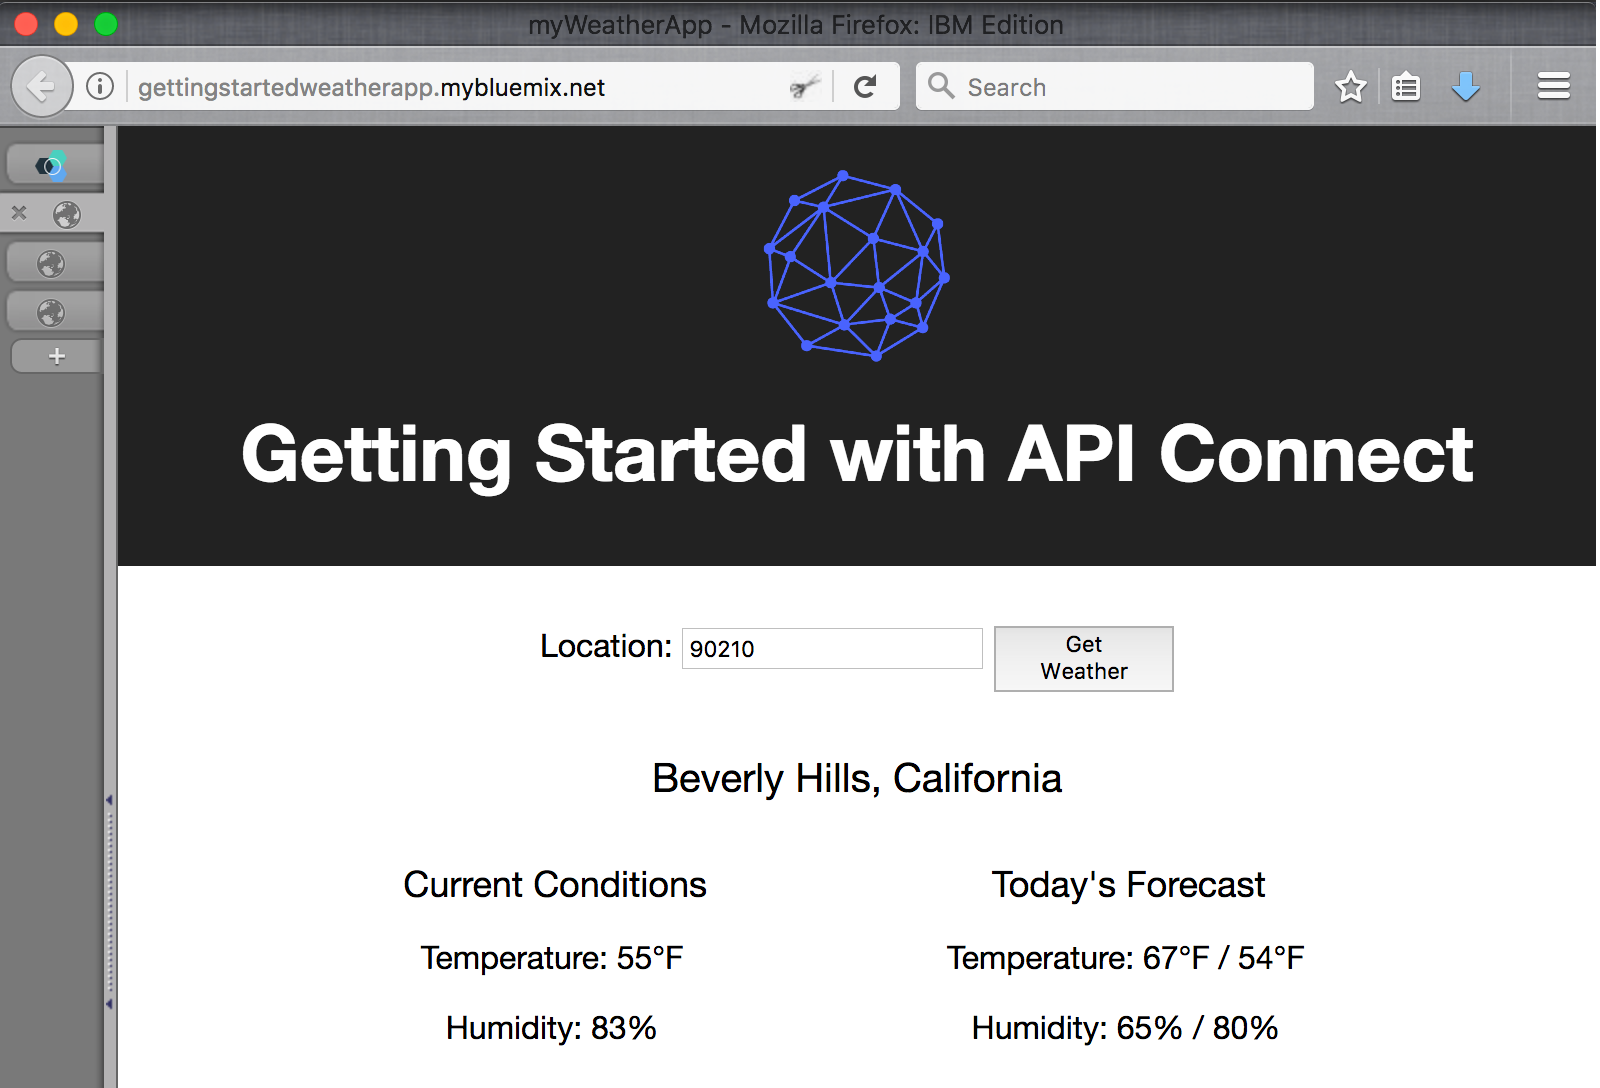 myWeatherApp - Mozilla Firefox: IBM Edition
gettingstartedweatherapp.mybluemix.net
Search
Getting Started with API Connect
Location: 90210 Get
Weather
Beverly Hills, California
Current Conditions
Today's Forecast
Temperature: 55°F
Temperature: 67°F / 54°F
Humidity: 83%
Humidity: 65% / 80%